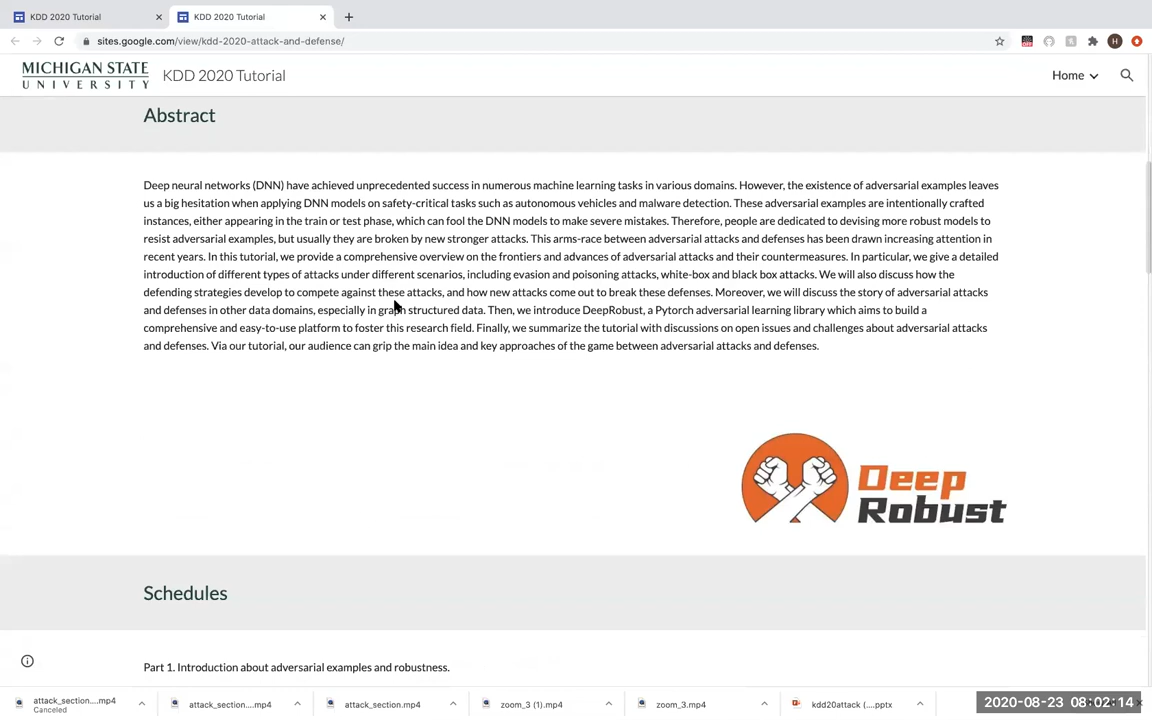 KDD 2020 Tutorial
KDD 2020 Tutorial
sites.google.com/view/kdd-2020-attack-and-defense/
H
MICHIGAN STATE
UNIVERSITY
KDD 2020 Tutorial
Home
Abstract
Deep neural networks (DNN) have achieved unprecedented success in numerous machine learning tasks in various domains. However, the existence of adversarial examples leaves
us a big hesitation when applying DNN models on safety-critical tasks such as autonomous vehicles and malware detection. These adversarial examples are intentionally crafted
instances, either appearing in the train or test phase, which can fool the DNN models to make severe mistakes. Therefore, people are dedicated to devising more robust models to
resist adversarial examples, but usually they are broken by new stronger attacks. This arms-race between adversarial attacks and defenses has been drawn increasing attention in
recent years. In this tutorial, we provide a comprehensive overview on the frontiers and advances of adversarial attacks and their countermeasures. In particular, we give a detailed
introduction of different types of attacks under different scenarios, including evasion and poisoning attacks, white-box and black box attacks. We will also discuss how the
defending strategies develop to compete against these attacks, and how new attacks come out to break these defenses. Moreover, we will discuss the story of adversarial attacks
and defenses in other data domains, especially in graph structured data. Then, we introduce DeepRobust, a Pytorch adversarial learning library which aims to build a
comprehensive and easy-to-use platform to foster this research field. Finally, we summarize the tutorial with discussions on open issues and challenges about adversarial attacks
and defenses. Via our tutorial, our audience can grip the main idea and key approaches of the game between adversarial attacks and defenses.
Deep
Robust
Schedules
Part 1. Introduction about adversarial examples and robustness.
attack_section....mp4
Canceled
attack_section....mp4
attack_section.mp4
zoom_3 (1).mp4
zoom_3.mp4
kdd20attack (....pptx
2020-08-23 08:02:14